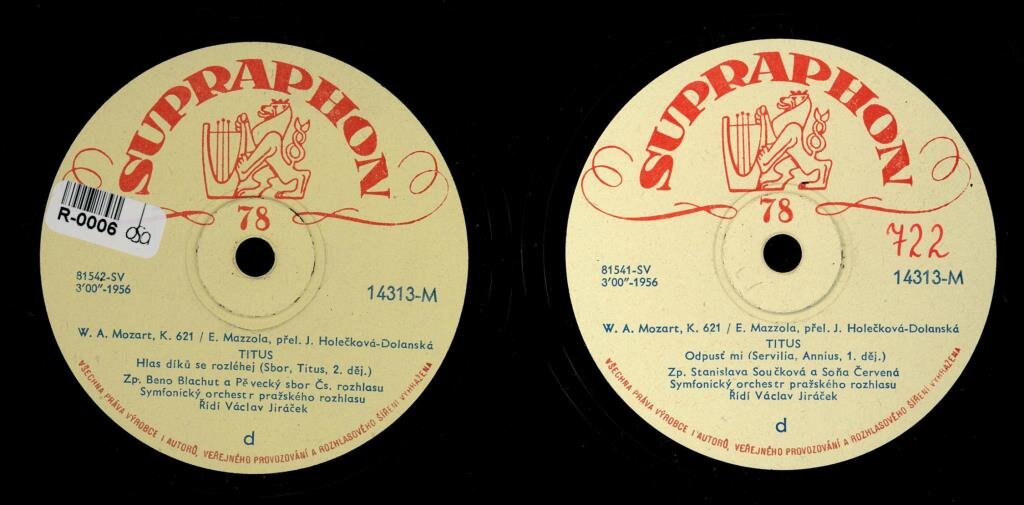 SUPRAPHON
78
R-0006 osa
81542-SV
3'00"-1956
14313-M
W. A. Mozart, K. 621 / E. Mazzola, přel. J. Holečková-Dolanská
TITUS
Hlas díků se rozléhej (Sbor, Titus, 2. děj.)
Zp. Beno Blachut a Pěvecký sbor Čs. rozhlasu
Symfonický orchestr pražského rozhlasu
Řídí Václav Jiráček
d
VŠECHNA PRÁVA VÝROBCE I AUTORŮ, VEŘEJNÉHO PROVOZOVÁNÍ A ROZHLASOVÉHO ŠÍŘENÍ VYHRAŽENA
SUPRAPHON
78
722
81541-SV
3'00"-1956
14313-M
W. A. Mozart, K. 621 / E. Mazzola, přel. J. Holečková-Dolanská
TITUS
Odpusť mi (Servilia, Annius, 1. děj.)
Zp. Stanislava Součková a Soňa Červená
Symfonický orchestr pražského rozhlasu
Řídí Václav Jiráček
d
VŠECHNA PRÁVA VÝROBCE I AUTORŮ, VEŘEJNÉHO PROVOZOVÁNÍ A ROZHLASOVÉHO ŠÍŘENÍ VYHRAŽENA